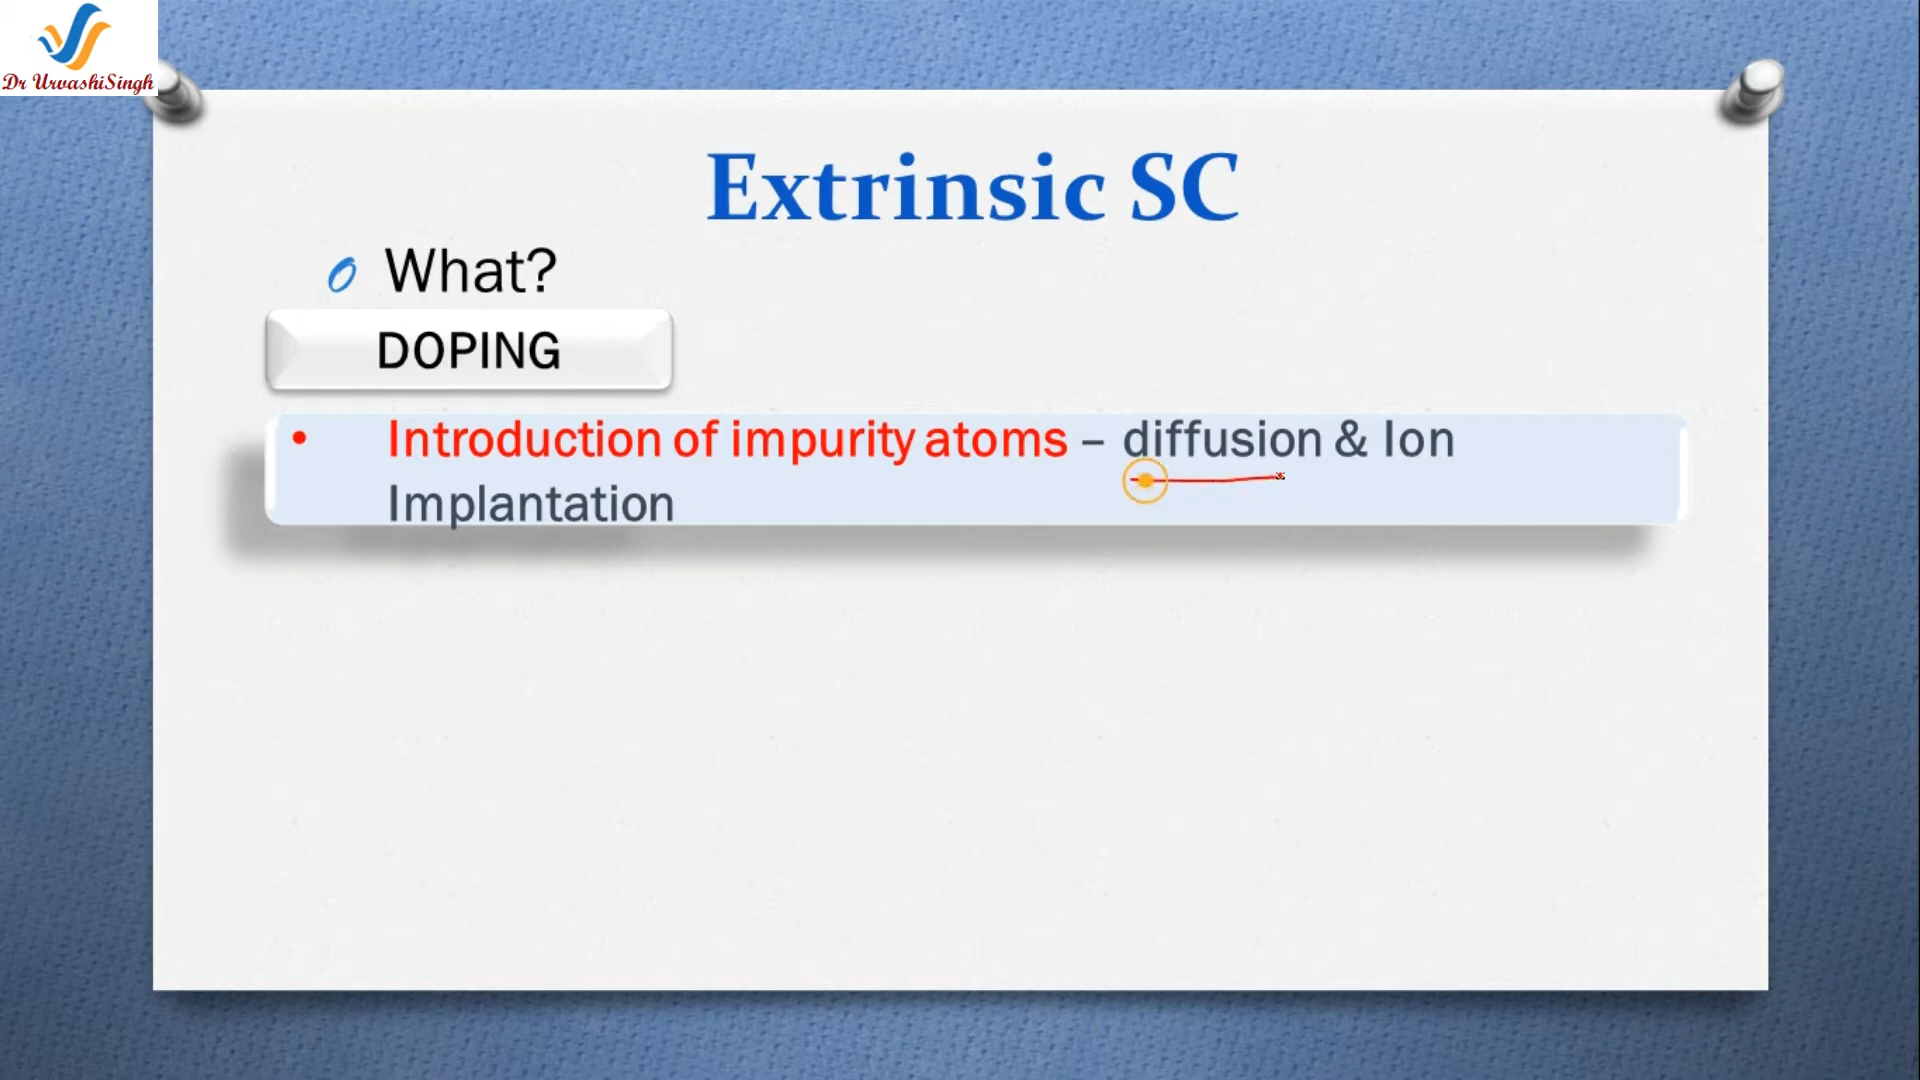 Dr UrvashiSingh
Extrinsic SC
What?
DOPING
• Introduction of impurity atoms – diffusion & Ion
Implantation